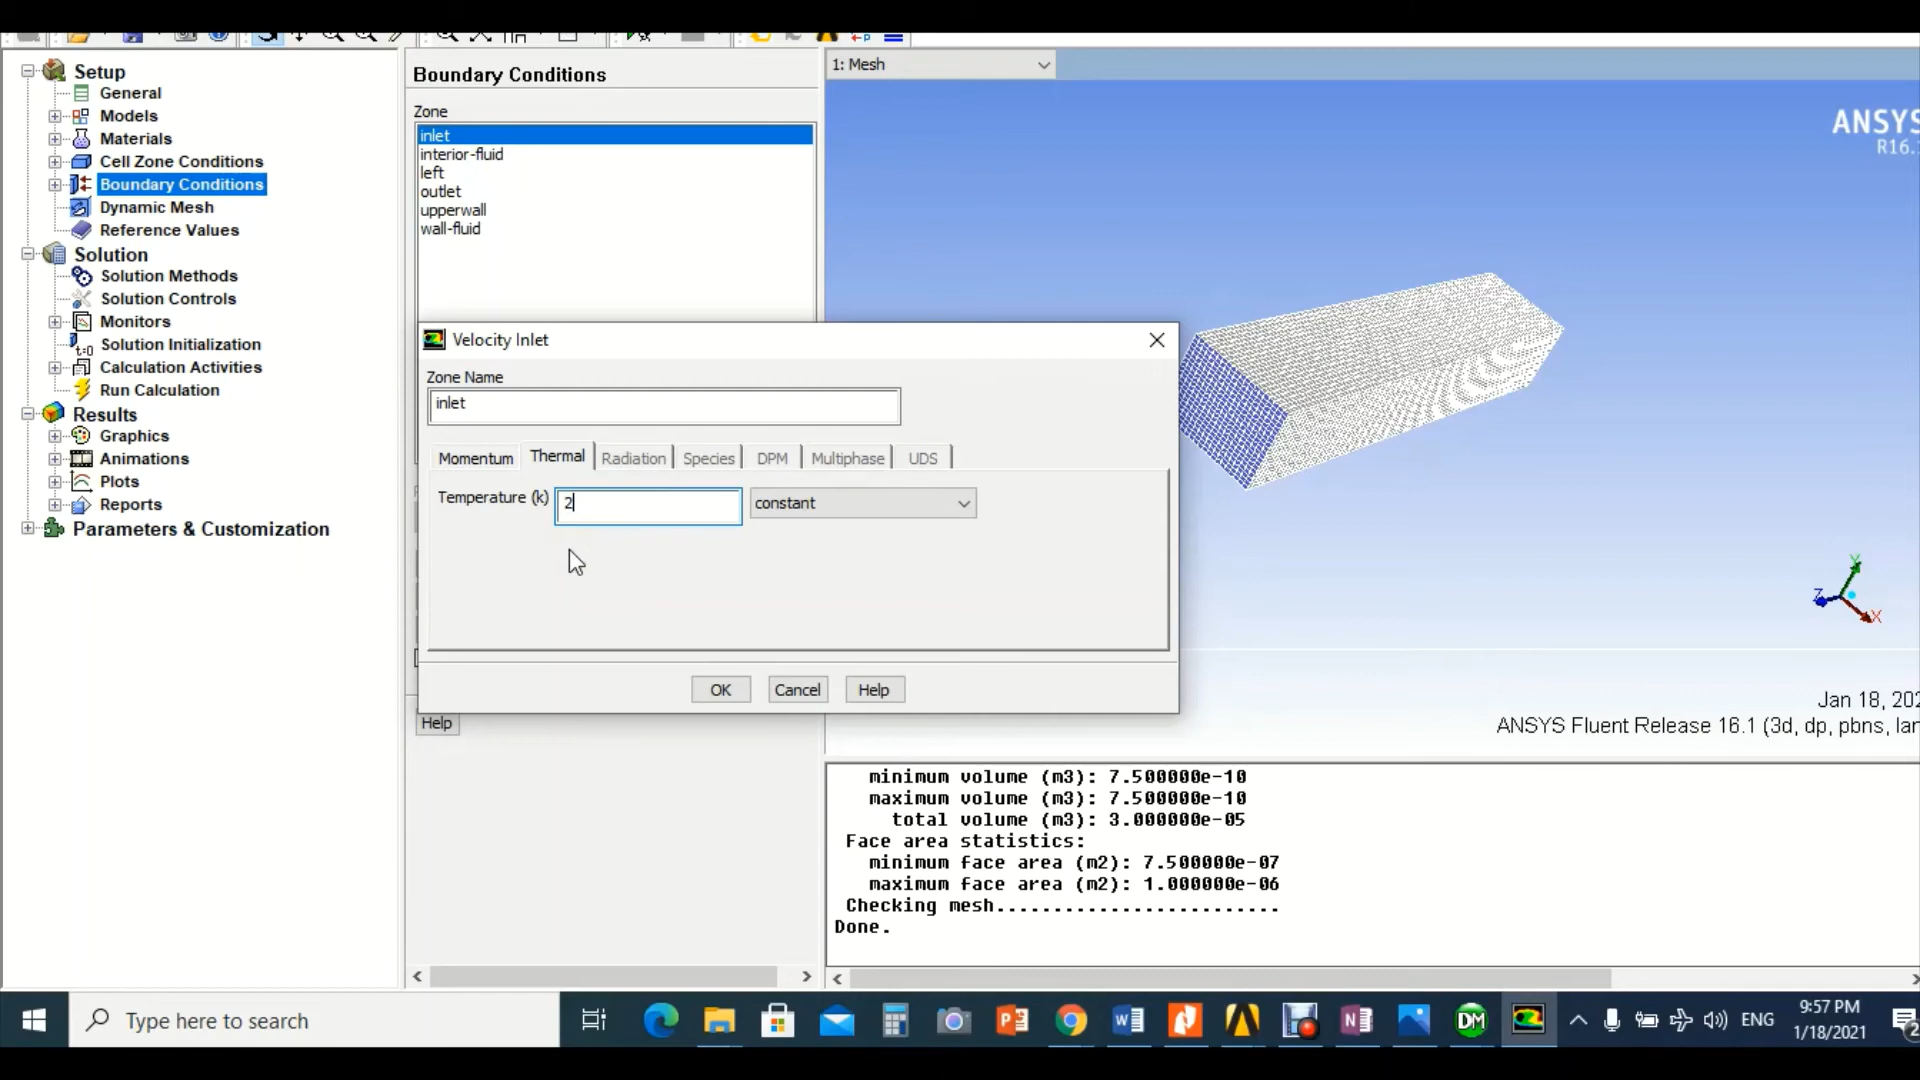 Setup
General
Models
Materials
Cell Zone Conditions
Boundary Conditions
Dynamic Mesh
Reference Values
Solution
Solution Methods
Solution Controls
Monitors
Solution Initialization
Calculation Activities
Run Calculation
Results
Graphics
Animations
Plots
Reports
Parameters & Customization
Boundary Conditions
Zone
inlet
interior-fluid
left
outlet
upperwall
wall-fluid
Velocity Inlet
Zone Name
inlet
Momentum
Thermal
Radiation
Species
DPM
Multiphase
UDS
Temperature (k)
2
constant
OK
Cancel
Help
Help
1: Mesh
ANSYS
R16.
Y
Z
X
Jan 18, 202
ANSYS Fluent Release 16.1 (3d, dp, pbns, lar
minimum volume (m3): 7.500000e-10
maximum volume (m3): 7.500000e-10
total volume (m3): 3.000000e-05
Face area statistics:
minimum face area (m2): 7.500000e-07
maximum face area (m2): 1.000000e-06
Checking mesh.........................
Done.
Type here to search
DM
ENG
9:57 PM
1/18/2021
2